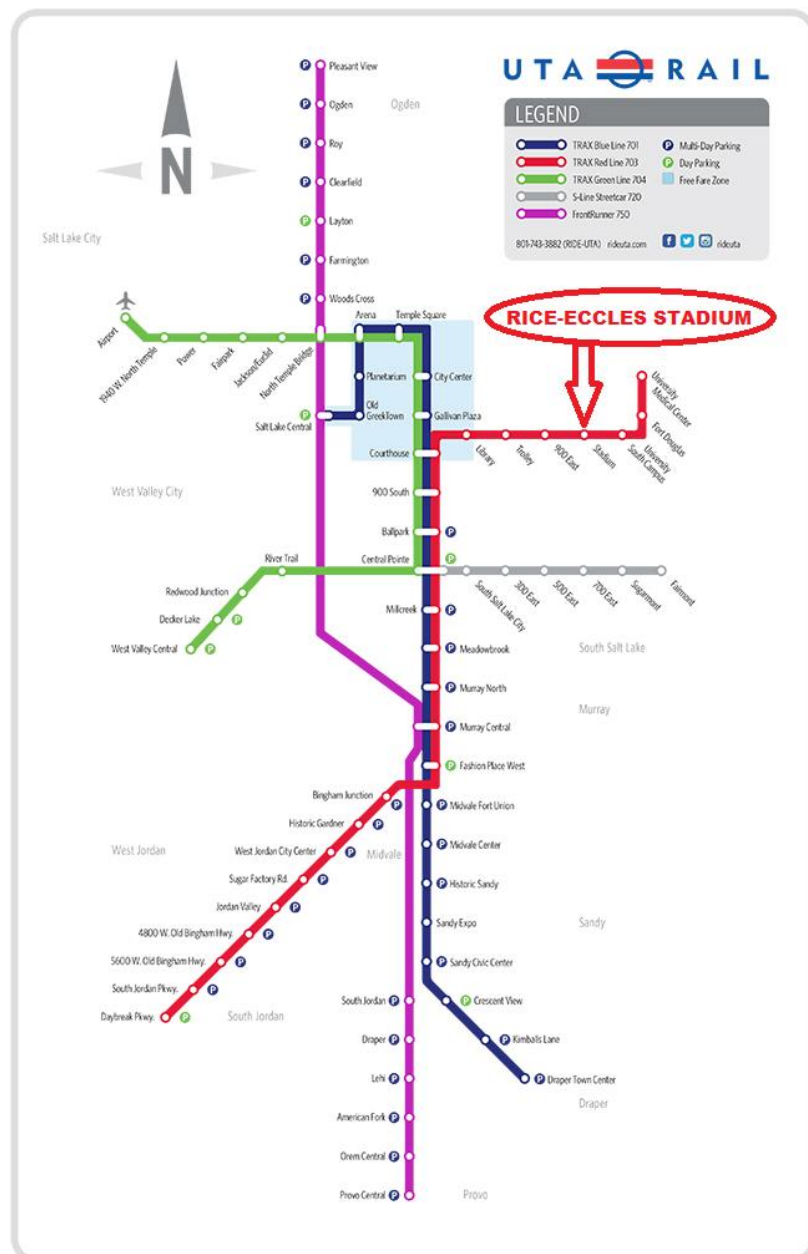 UTA RAIL
LEGEND
TRAX Blue Line 701
TRAX Red Line 703
TRAX Green Line 704
S-Line Streetcar 720
FrontRunner 750
P Multi-Day Parking
P Day Parking
Free Fare Zone
801-743-3882 (RIDE-UTA) rideuta.com f rideuta
N
P Pleasant View
P Ogden
Ogden
P Roy
P Clearfield
P Layton
Salt Lake City
P Farmington
P Woods Cross
Arena
Temple Square
RICE-ECCLES STADIUM
Airport
1940 W. North Temple
Power
Fairpark
Jackson/Euclid
North Temple Bridge
Planetarium
City Center
Old
GreekTown
P Salt Lake Central
Gallivan Plaza
Courthouse
Library
Trolley
900 East
Stadium
University
South Campus
Fort Douglas
University
Medical Center
West Valley City
900 South
Ballpark P
River Trail
Central Pointe P
South Salt Lake City
300 East
500 East
700 East
Sugarmont
Fairmont
Redwood Junction
Decker Lake P
West Valley Central P
Millcreek P
P Meadowbrook
South Salt Lake
P Murray North
Murray
P Murray Central
P Fashion Place West
Bingham Junction P
P Midvale Fort Union
Historic Gardner P
West Jordan
West Jordan City Center P
Midvale
P Midvale Center
Sugar Factory Rd. P
P Historic Sandy
Jordan Valley P
4800 W. Old Bingham Hwy. P
Sandy Expo
Sandy
5600 W. Old Bingham Hwy. P
P Sandy Civic Center
South Jordan Pkwy. P
Daybreak Pkwy. P
South Jordan
South Jordan P
P Crescent View
Draper P
P Kimballs Lane
Lehi P
P Draper Town Center
Draper
American Fork P
Orem Central P
Provo Central P
Provo